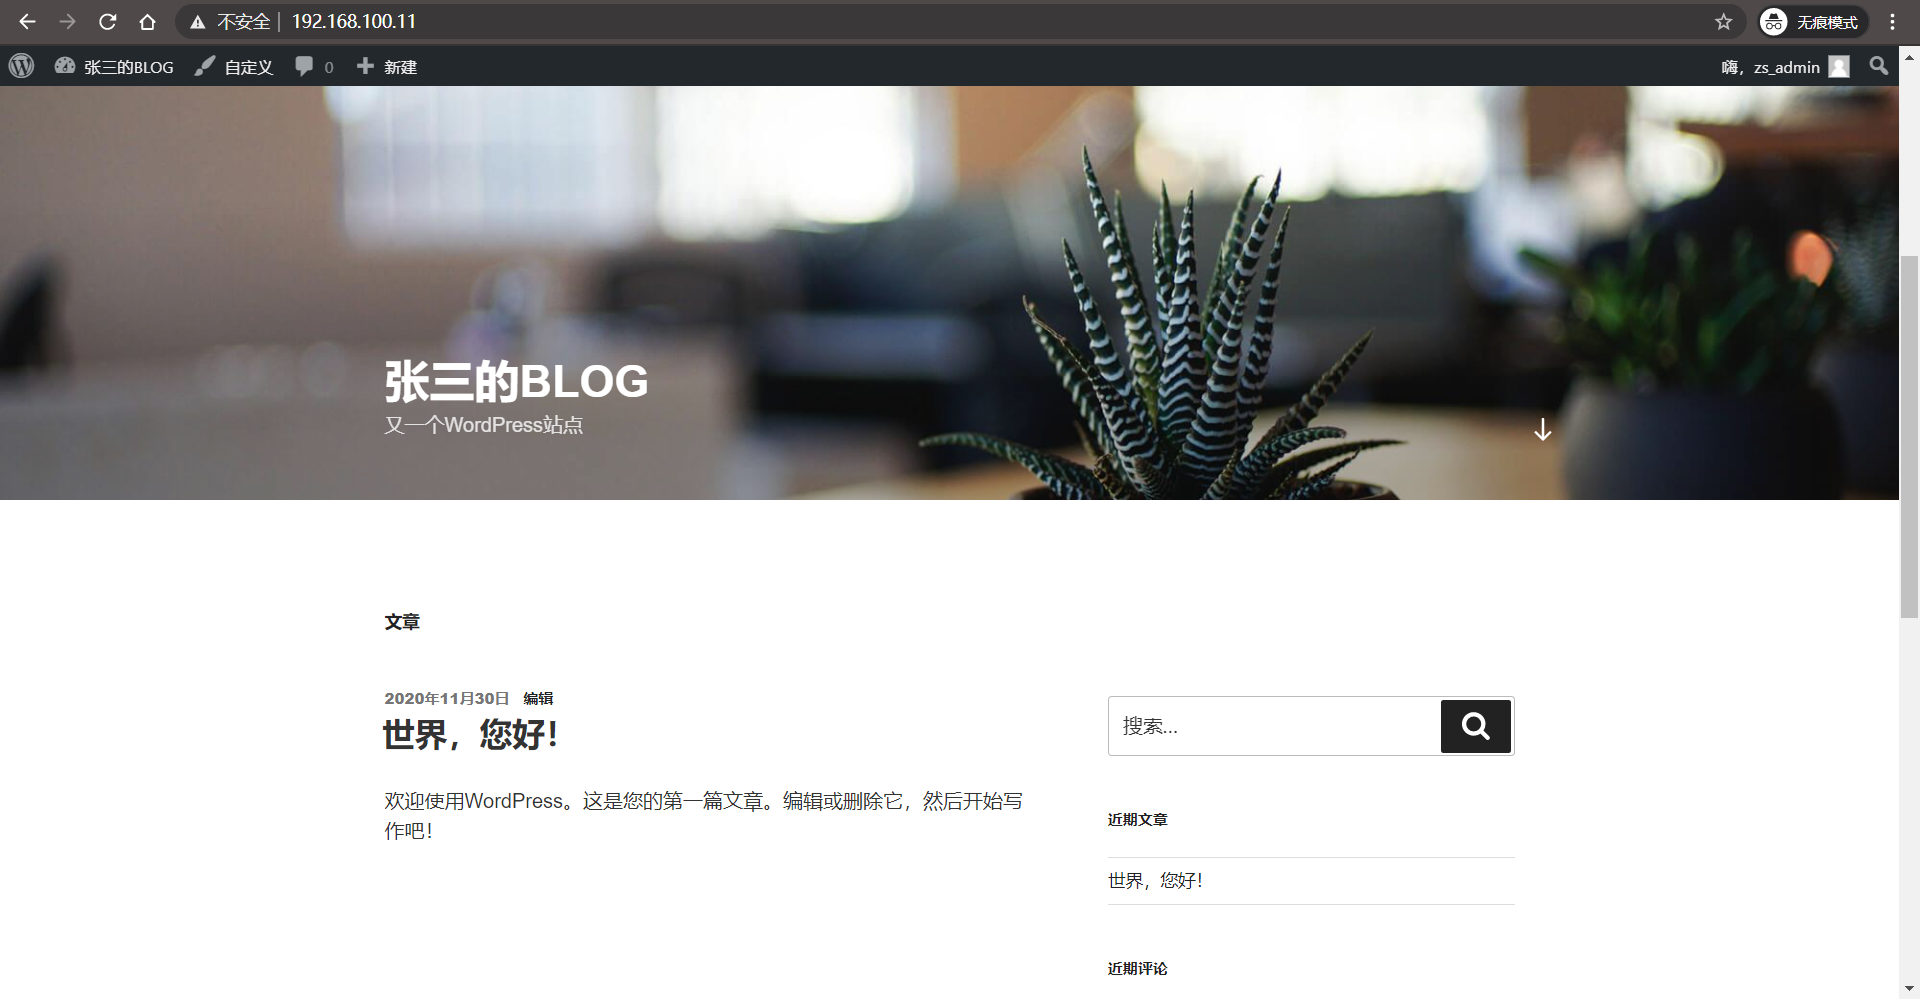 不安全 | 192.168.100.11
无痕模式
张三的BLOG 自定义 0 新建
嗨，zs_admin
张三的BLOG
又一个WordPress站点
文章
2020年11月30日 编辑
世界，您好！
欢迎使用WordPress。这是您的第一篇文章。编辑或删除它，然后开始写
作吧！
搜索…
近期文章
世界，您好！
近期评论